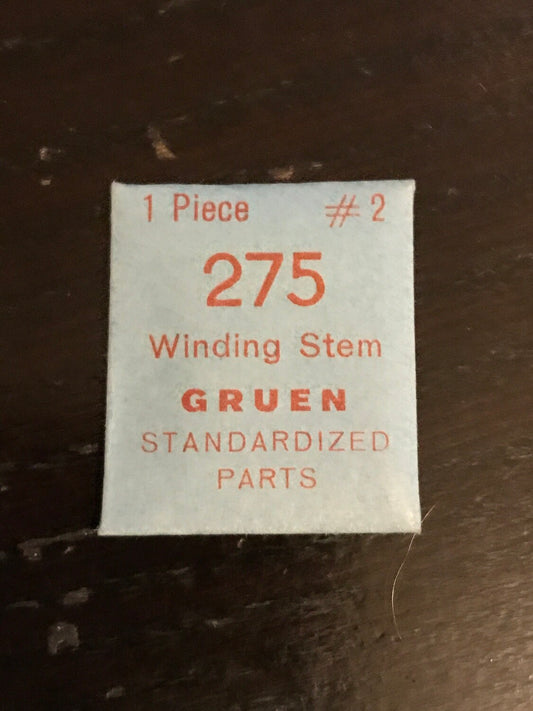 1 Piece #2
275
Winding Stem
GRUEN
STANDARDIZED
PARTS